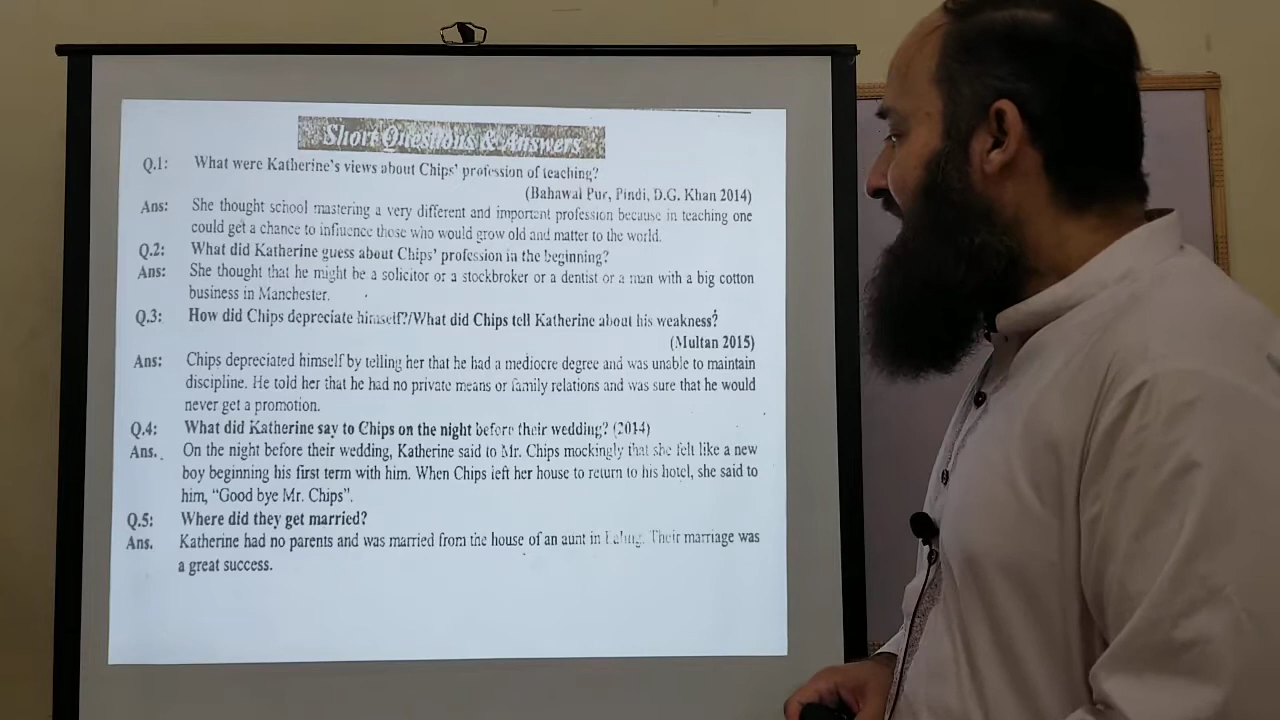 Short Questions & Answers
Q.1: What were Katherine's views about Chips' profession of teaching?
(Bahawal Pur, Pindi, D.G. Khan 2014)
Ans: She thought school mastering a very different and important profession because in teaching one
could get a chance to influence those who would grow old and matter to the world.
Q.2: What did Katherine guess about Chips' profession in the beginning?
Ans: She thought that he might be a solicitor or a stockbroker or a dentist or a man with a big cotton
business in Manchester.
Q.3: How did Chips depreciate himself?/What did Chips tell Katherine about his weakness?
(Multan 2015)
Ans: Chips depreciated himself by telling her that he had a mediocre degree and was unable to maintain
discipline. He told her that he had no private means or family relations and was sure that he would
never get a promotion.
Q.4: What did Katherine say to Chips on the night before their wedding? (2014)
Ans. On the night before their wedding, Katherine said to Mr. Chips mockingly that she felt like a new
boy beginning his first term with him. When Chips left her house to return to his hotel, she said to
him, "Good bye Mr. Chips".
Q.5: Where did they get married?
Ans. Katherine had no parents and was married from the house of an aunt in Ealing. Their marriage was
a great success.